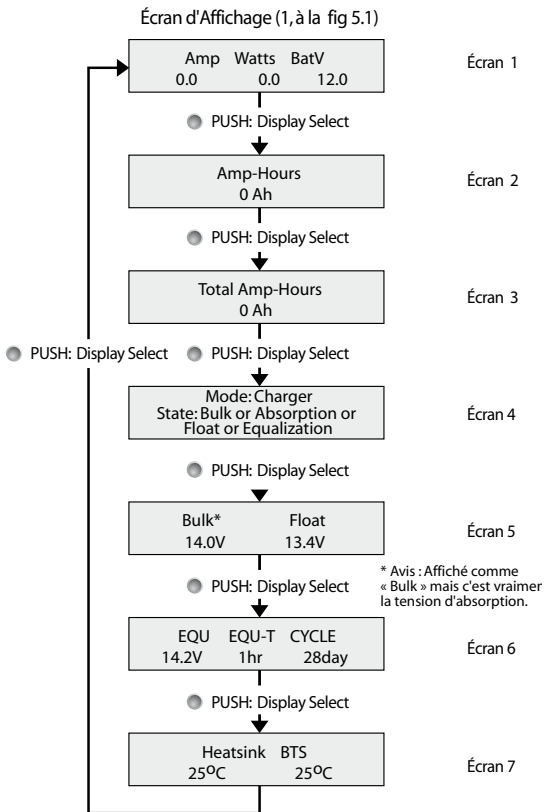 Écran d'Affichage (1, à la fig 5.1)
Amp Watts BatV
0.0 0.0 12.0
Écran 1
PUSH: Display Select
Amp-Hours
0 Ah
Écran 2
PUSH: Display Select
Total Amp-Hours
0 Ah
Écran 3
PUSH: Display Select
PUSH: Display Select
Mode: Charger
State: Bulk or Absorption or
Float or Equalization
Écran 4
PUSH: Display Select
Bulk* Float
14.0V 13.4V
Écran 5
* Avis : Affiché comme
« Bulk » mais c'est
la tension d'absorption.
PUSH: Display Select
EQU EQU-T CYCLE
14.2V 1hr 28day
Écran 6
PUSH: Display Select
Heatsink BTS
25ºC 25ºC
Écran 7